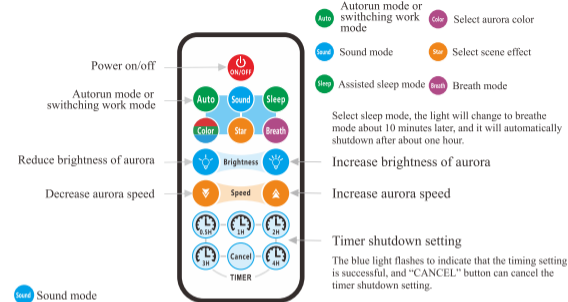 Autorun mode or
Auto swithching work
mode
Color Select aurora color
Sound Sound mode
Star Select scene effect
Sleep Assisted sleep mode
Breath Breath mode
Select sleep mode, the light will change to breathe
mode about 10 minutes later, and it will automatically
shutdown after about one hour.
Power on/off
ON/OFF
Autorun mode or
swithching work mode
Auto Sound Sleep
Color Star Breath
Reduce brightness of aurora
Brightness
Increase brightness of aurora
Decrease aurora speed
Speed
Increase aurora speed
0.5H 1H 2H
3H Cancel 4H
TIMER
Timer shutdown setting
The blue light flashes to indicate that the timing setting
is successful, and “CANCEL” button can cancel the
timer shutdown setting.
Sound Sound mode